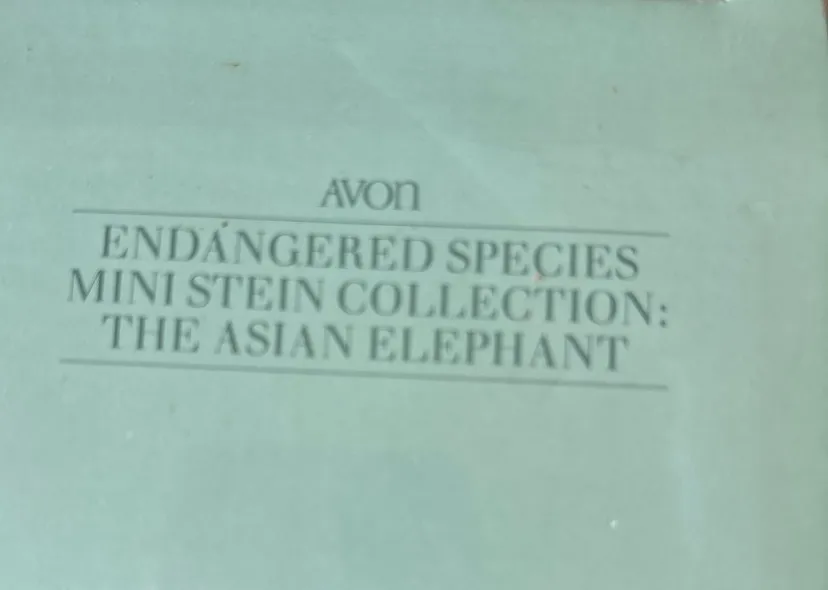 AVON
ENDANGERED SPECIES
MINI STEIN COLLECTION:
THE ASIAN ELEPHANT